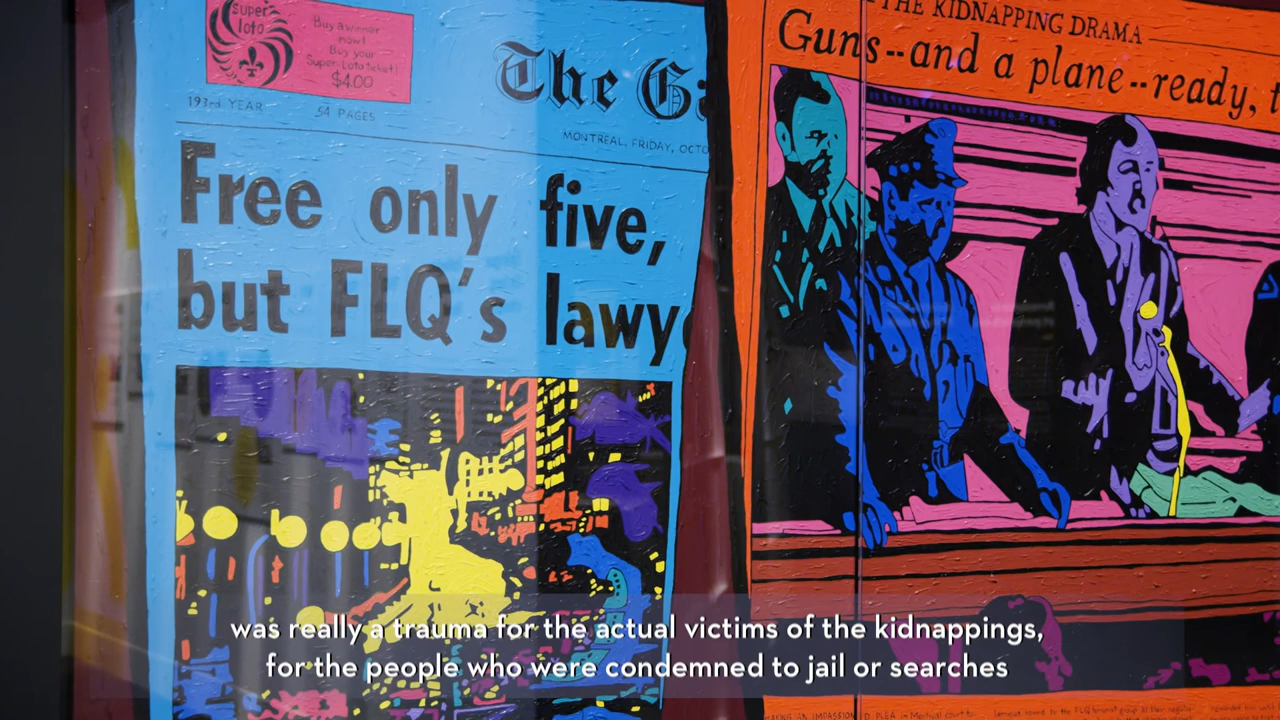 Super
loto
Buy a winner
now!
Buy your
Super Loto ticket!
$4.00
The G
193rd YEAR
54 PAGES
MONTREAL, FRIDAY, OCTO
Free only five,
but FLQ's lawy
THE KIDNAPPING DRAMA
Guns--and a plane--ready, t
was really a trauma for the actual victims of the kidnappings,
for the people who were condemned to jail or searches